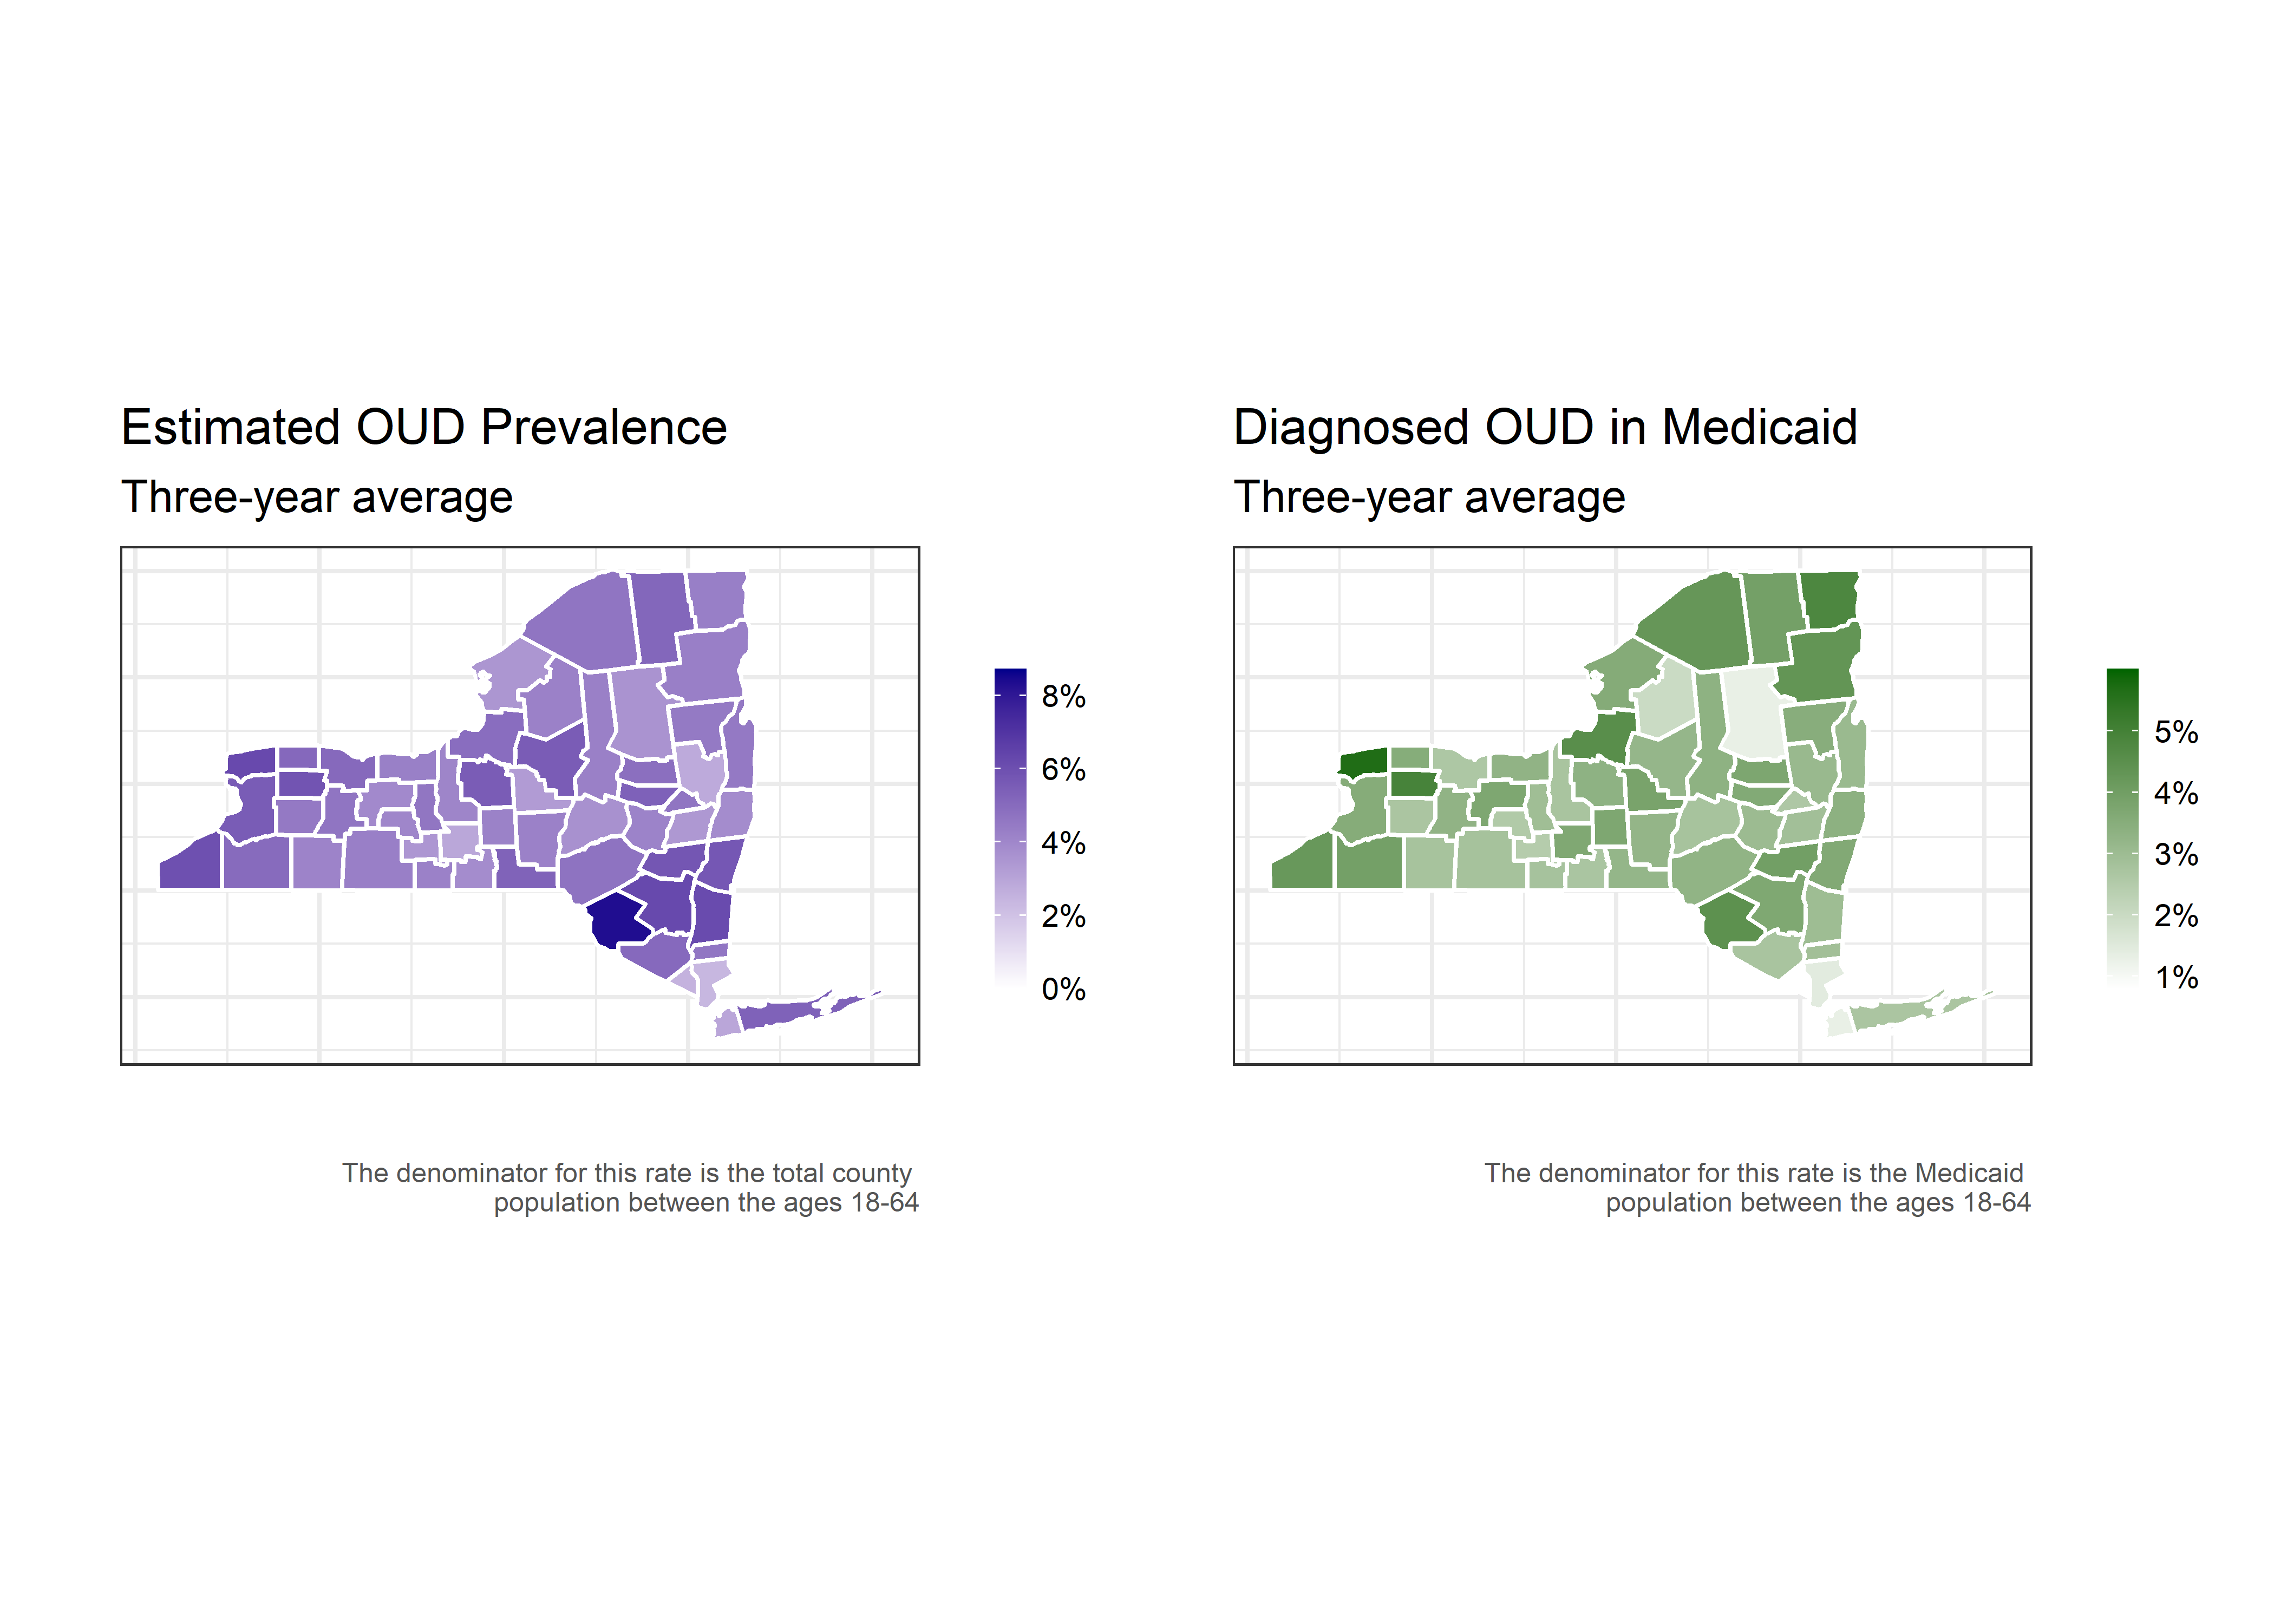 Estimated OUD Prevalence
Three-year average
8%
6%
4%
2%
0%
The denominator for this rate is the total county
population between the ages 18-64
Diagnosed OUD in Medicaid
Three-year average
5%
4%
3%
2%
1%
The denominator for this rate is the Medicaid
population between the ages 18-64